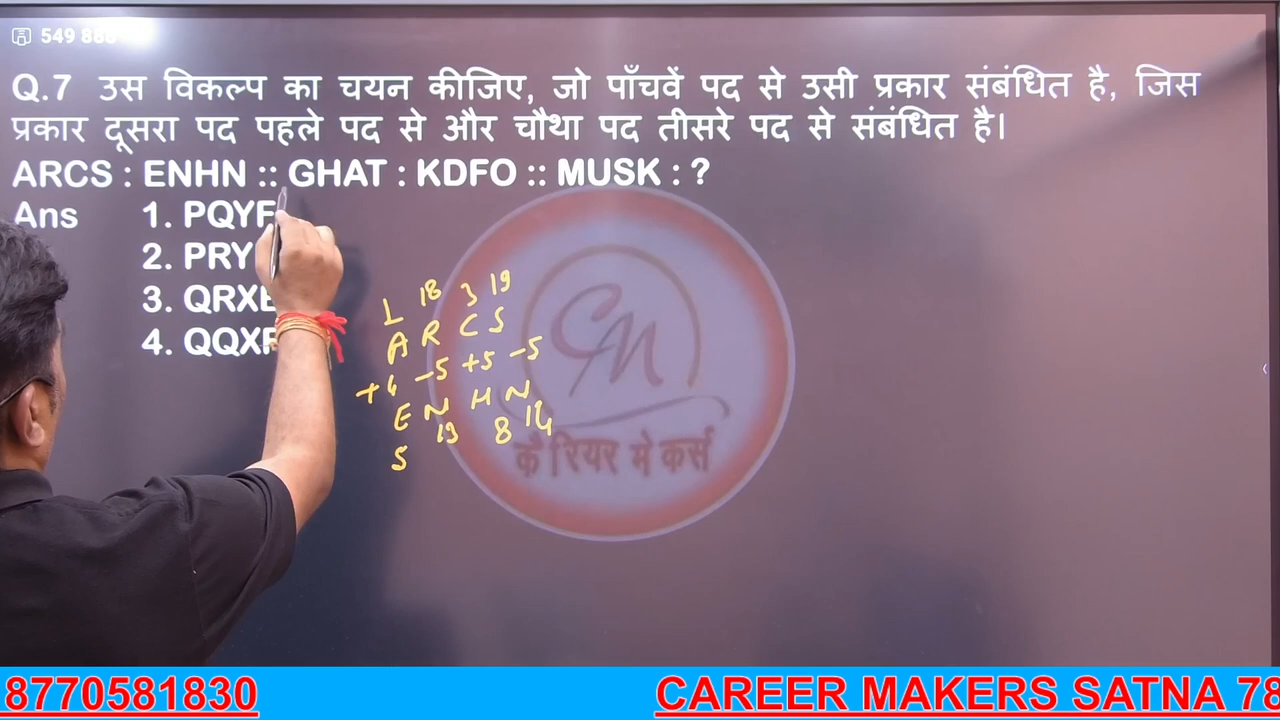 549 88
Q.7 उस विकल्प का चयन कीजिए, जो पाँचवें पद से उसी प्रकार संबंधित है, जिस
प्रकार दूसरा पद पहले पद से और चौथा पद तीसरे पद से संबंधित है।
ARCS : ENHN :: GHAT : KDFO :: MUSK : ?
Ans 1. PQYF
2. PRY
3. QRXE
4. QQXF
1 18 3 19
A R C S
+4 -5 +5 -5
E N H N
5 13 8 14
CM
कैरियर मेकर्स
8770581830 CAREER MAKERS SATNA 78